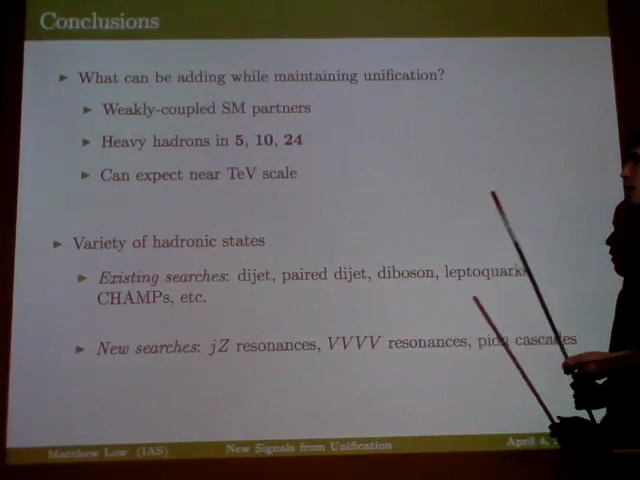 Conclusions
► What can be adding while maintaining unification?
► Weakly-coupled SM partners
► Heavy hadrons in 5, 10, 24
► Can expect near TeV scale
► Variety of hadronic states
► Existing searches: dijet, paired dijet, diboson, leptoquark
CHAMPs, etc.
► New searches: jZ resonances, VVVV resonances, pion cascades
Matthew Low (IAS) New Signals from Unification April 4,